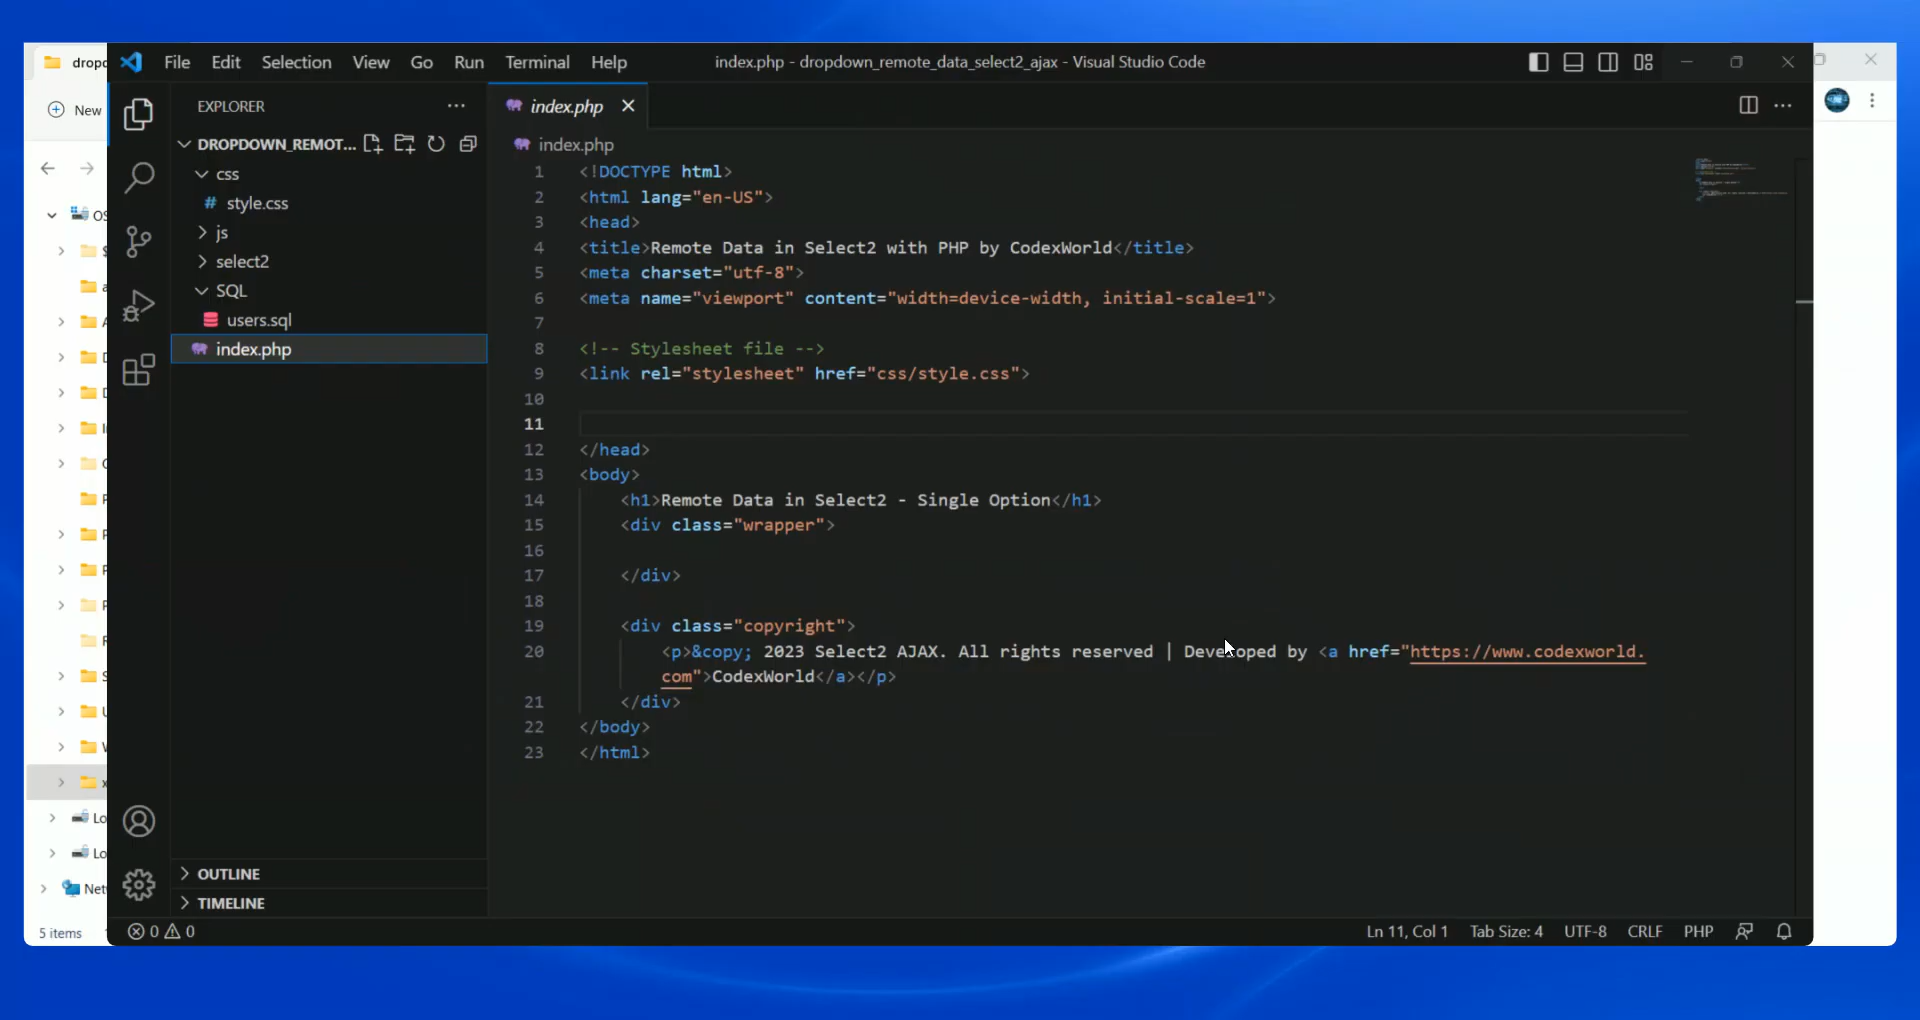 dropd
File Edit Selection View Go Run Terminal Help
index.php - dropdown_remote_data_select2_ajax - Visual Studio Code
New
EXPLORER
index.php
DROPDOWN_REMOT...
index.php
css
style.css
js
select2
SQL
users.sql
index.php
1 <!DOCTYPE html>
2 <html lang="en-US">
3 <head>
4 <title>Remote Data in Select2 with PHP by CodexWorld</title>
5 <meta charset="utf-8">
6 <meta name="viewport" content="width=device-width, initial-scale=1">
7
8 <!-- Stylesheet file -->
9 <link rel="stylesheet" href="css/style.css">
10
11
12 </head>
13 <body>
14 <h1>Remote Data in Select2 - Single Option</h1>
15 <div class="wrapper">
16
17 </div>
18
19 <div class="copyright">
20 <p>&copy; 2023 Select2 AJAX. All rights reserved | Developed by <a href="https://www.codexworld.
com">CodexWorld</a></p>
21 </div>
22 </body>
23 </html>
OS
Lo
Lo
Net
5 items
OUTLINE
TIMELINE
0 0
Ln 11, Col 1 Tab Size: 4 UTF-8 CRLF PHP